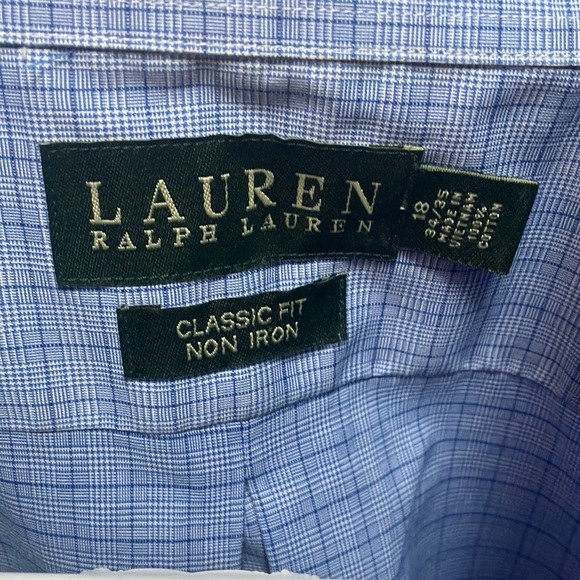 LAUREN
RALPH LAUREN
18
34/35
MADE IN
VIETNAM
100%
COTTON
CLASSIC FIT
NON IRON